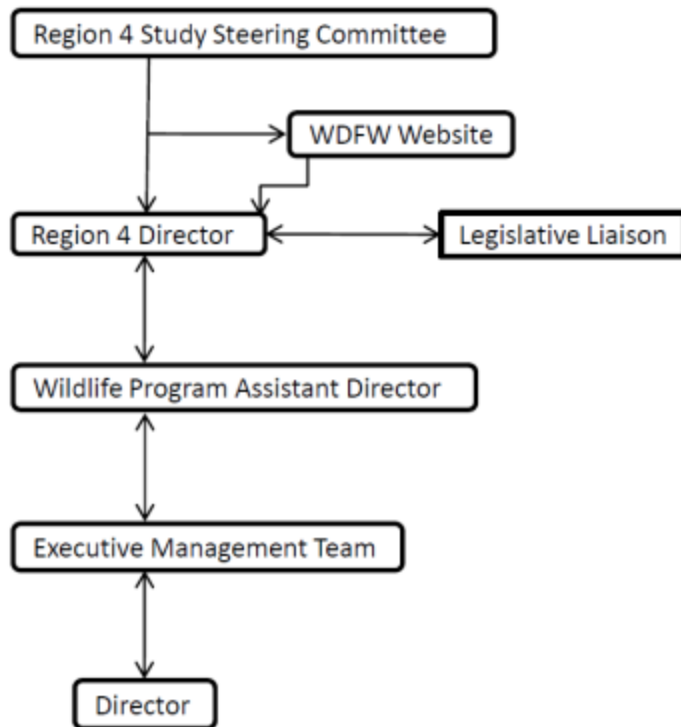 Region 4 Study Steering Committee
WDFW Website
Region 4 Director
Legislative Liaison
Wildlife Program Assistant Director
Executive Management Team
Director